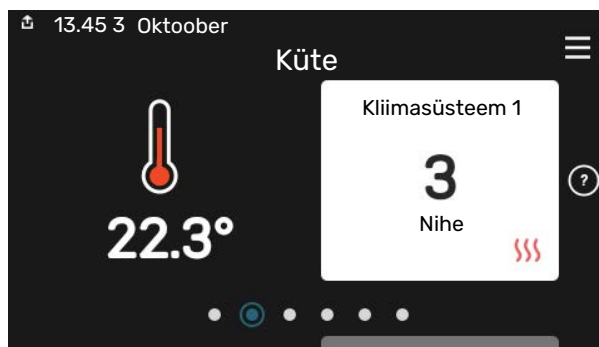 13.45 3 Oktoober
Küte
Kliimasüsteem 1
3
Nihe
22.3°
?